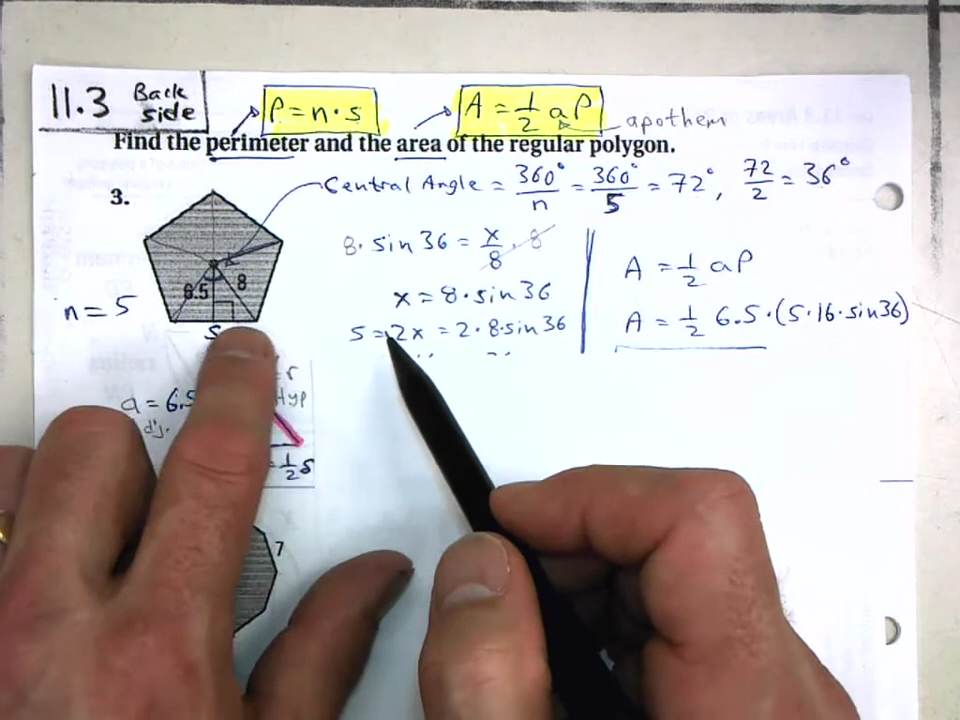 11.3 Back side
P = n · s
A = 1/2 aP
apothem
Find the perimeter and the area of the regular polygon.
Central Angle = 360°/n = 360°/5 = 72°, 72/2 = 36°
3.
6.5
8
n = 5
s
8 · sin 36 = x/8 · 8
x = 8 · sin 36
s = 2x = 2 · 8 · sin 36
A = 1/2 aP
A = 1/2 6.5 · (5 · 16 · sin 36)
a = 6.5
adj.
= r
Hyp
= 1/2 s
7